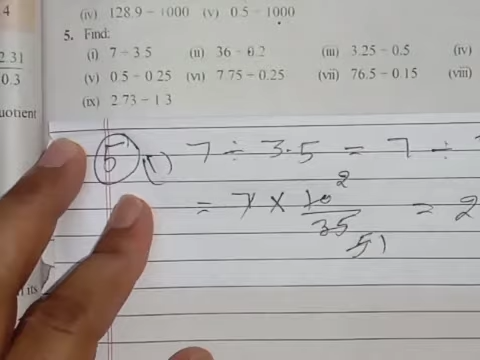 4 (iv) 128.9 ÷ 1000 (v) 0.5 ÷ 1000
5. Find:
2.31 (i) 7 ÷ 3.5 (ii) 36 ÷ 0.2 (iii) 3.25 ÷ 0.5 (iv)
0.3 (v) 0.5 ÷ 0.25 (vi) 7.75 ÷ 0.25 (vii) 76.5 ÷ 0.15 (viii)
uotient (ix) 2.73 ÷ 1.3
5 (i) 7 ÷ 3.5 = 7 ÷
= 7 × 10/35 = 2
2
51
its